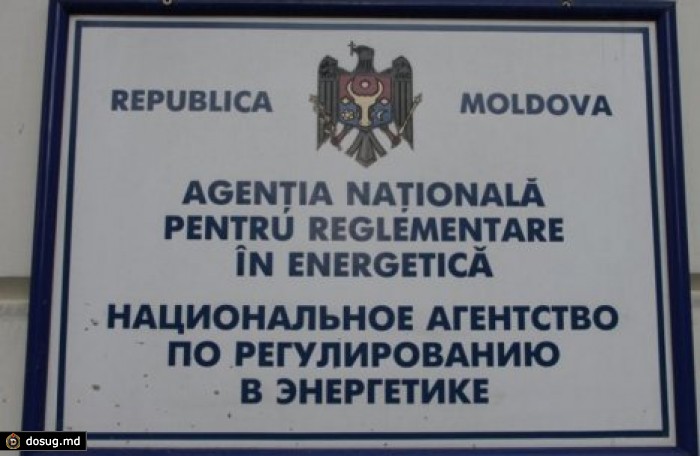 REPUBLICA MOLDOVA
AGENȚIA NAȚIONALĂ
PENTRU REGLEMENTARE
ÎN ENERGETICĂ
НАЦИОНАЛЬНОЕ АГЕНТСТВО
ПО РЕГУЛИРОВАНИЮ
В ЭНЕРГЕТИКЕ
dosug.md